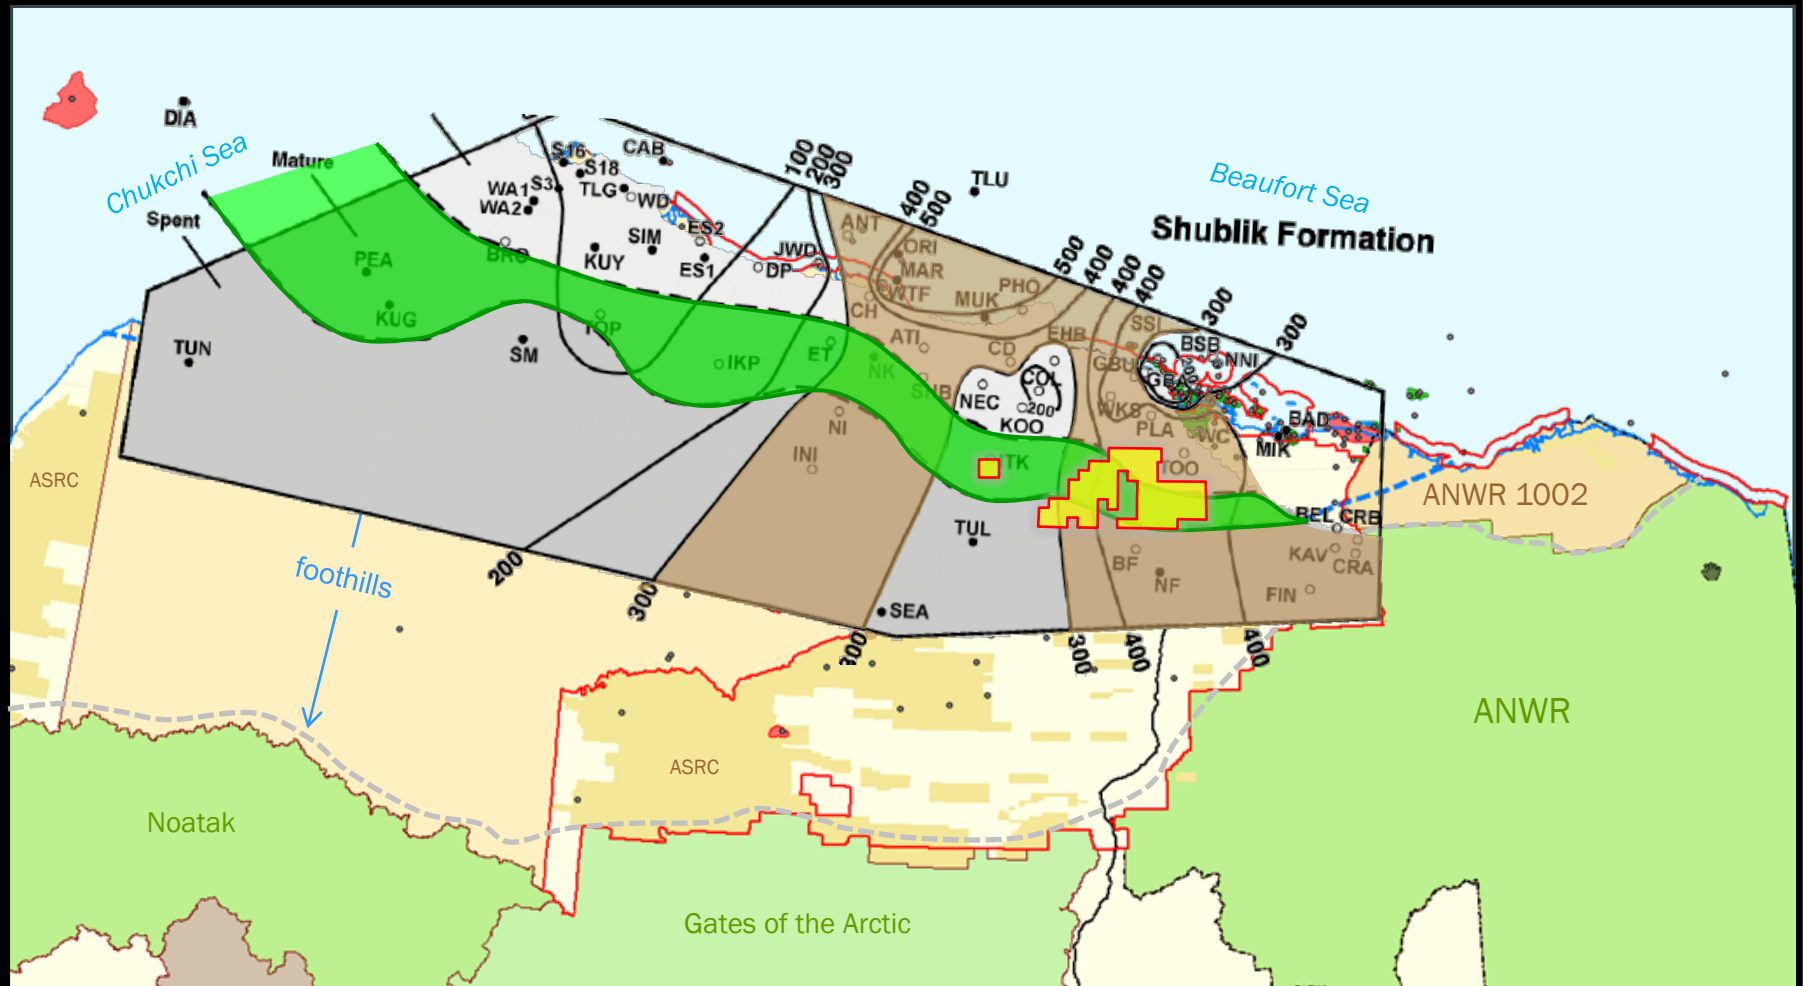 DIA
Chukchi Sea
Mature
Spent
S16
CAB
S18
WA1
S3
TLG
WD
WA2
100
200
300
TLU
Beaufort Sea
Shublik Formation
400
500
ANT
ES2
SIM
JWD
ORI
500
400
400
400
PEA
BRO
KUY
ES1
DP
MAR
WTF
PHO
MUK
300
300
KUG
TOP
CH
SSI
EHB
BSB
NNI
TUN
SM
IKP
ET
ATI
CD
NK
GBU
GBA
200
COL
SHB
NEC
200
WKS
BAD
KOO
PLA
WC
NI
MIK
INI
ITK
TOO
ASRC
ANWR 1002
BEL
CRB
TUL
KAV
CRA
BF
NF
FIN
200
foothills
300
SEA
300
300
400
400
ANWR
ASRC
Noatak
Gates of the Arctic